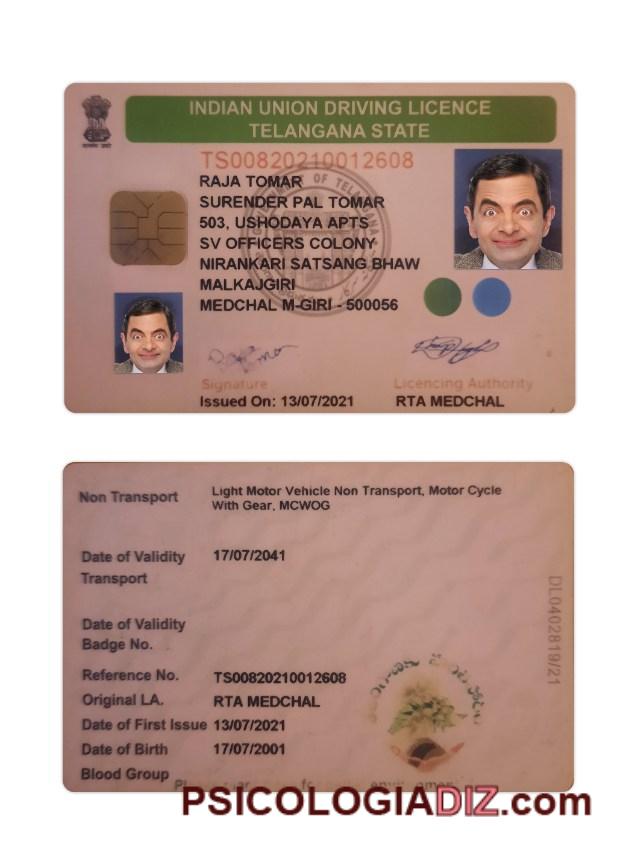 INDIAN UNION DRIVING LICENCE
TELANGANA STATE
TS00820210012608
RAJA TOMAR
SURENDER PAL TOMAR
503, USHODAYA APTS
SV OFFICERS COLONY
NIRANKARI SATSANG BHAW
MALKAJGIRI
MEDCHAL M-GIRI - 500056
Signature
Licencing Authority
Issued On: 13/07/2021
RTA MEDCHAL
Non Transport
Light Motor Vehicle Non Transport, Motor Cycle
With Gear, MCWOG
Date of Validity 17/07/2041
Transport
Date of Validity
Badge No.
DL0402819/21
Reference No. TS00820210012608
Original LA. RTA MEDCHAL
Date of First Issue 13/07/2021
Date of Birth 17/07/2001
Blood Group
PSICOLOGIADIZ.com